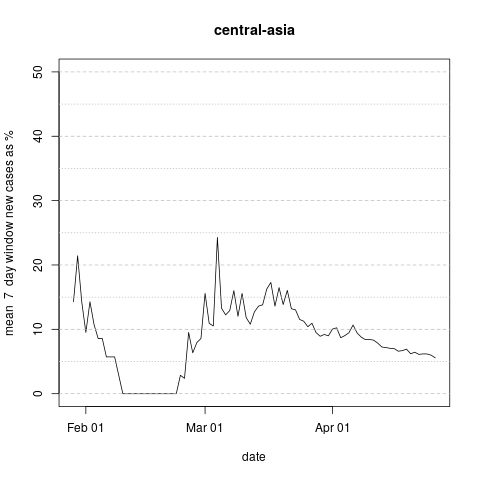 central-asia
mean  7  day window new cases as %
50
40
30
20
10
0
Feb 01
Mar 01
Apr 01
date